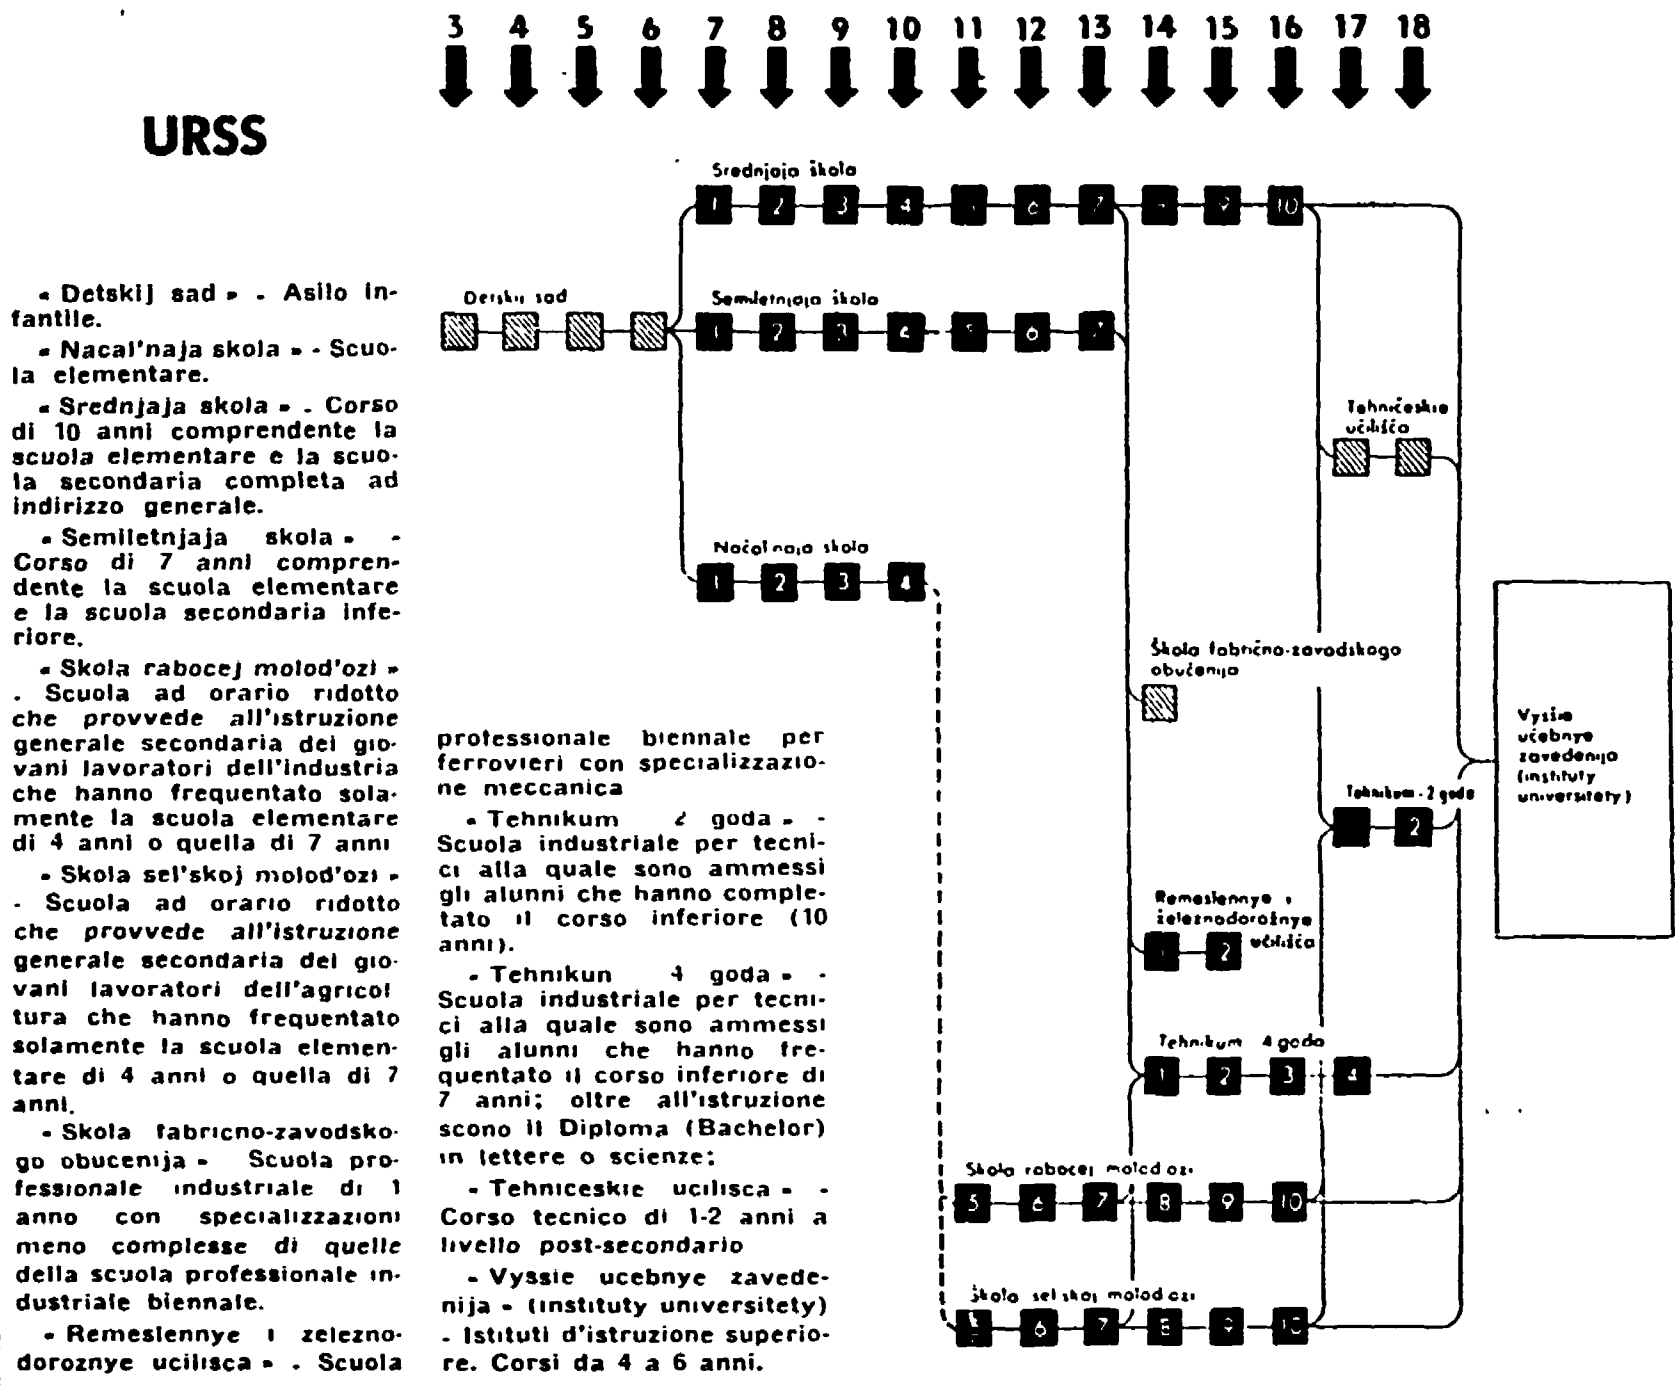 3 4 5 6 7 8 9 10 11 12 13 14 15 16 17 18
URSS
« Detskij sad » . Asilo in-
fantile.
« Nacal'naja skola » - Scuo-
la elementare.
« Srednjaja skola » . Corso
di 10 anni comprendente la
scuola elementare e la scuo-
la secondaria completa ad
indirizzo generale.
« Semiletnjaja skola » -
Corso di 7 anni compren-
dente la scuola elementare
e la scuola secondaria infe-
riore.
« Skola rabocej molod'ozi »
. Scuola ad orario ridotto
che provvede all'istruzione
generale secondaria dei gio-
vani lavoratori dell'industria
che hanno frequentato sola-
mente la scuola elementare
di 4 anni o quella di 7 anni
« Skola sel'skoj molod'ozi »
- Scuola ad orario ridotto
che provvede all'istruzione
generale secondaria dei gio-
vani lavoratori dell'agricol
tura che hanno frequentato
solamente la scuola elemen-
tare di 4 anni o quella di 7
anni.
« Skola fabricno-zavodsko-
go obucenija » Scuola pro-
fessionale industriale di 1
anno con specializzazioni
meno complesse di quelle
della scuola professionale in-
dustriale biennale.
« Remeslennye i zelezno-
doroznye ucilisca » . Scuola
professionale biennale per
ferrovieri con specializzazio-
ne meccanica
« Tehnikum 2 goda » -
Scuola industriale per tecni-
ci alla quale sono ammessi
gli alunni che hanno comple-
tato il corso inferiore (10
anni).
« Tehnikun 4 goda » -
Scuola industriale per tecni-
ci alla quale sono ammessi
gli alunni che hanno fre-
quentato il corso inferiore di
7 anni; oltre all'istruzione
scono il Diploma (Bachelor)
in lettere o scienze;
« Tehniceskie ucilisca » -
Corso tecnico di 1-2 anni a
livello post-secondario
« Vyssie ucebnye zavede-
nija » (instituty universitety)
- Istituti d'istruzione superio-
re. Corsi da 4 a 6 anni.
Srednjaja škola
1 2 3 4 5 6 7 8 9 10
Detskij sad
Semiletnjaja škola
1 2 3 4 5 6 7
Tehničeskie
učilišča
Načal'naja škola
1 2 3 4
Škola fabrično-zavodskogo
obučenija
Vysšie
učebnye
zavedenija
(instituty
universitety)
Tehnikum - 2 goda
2
Remeslennye i
železnodorožnye
učilišča
1 2
Tehnikum 4 goda
1 2 3 4
Škola rabocej molod'ozi
5 6 7 8 9 10
Škola sel'skoj molod'ozi
6 7 8 9 10